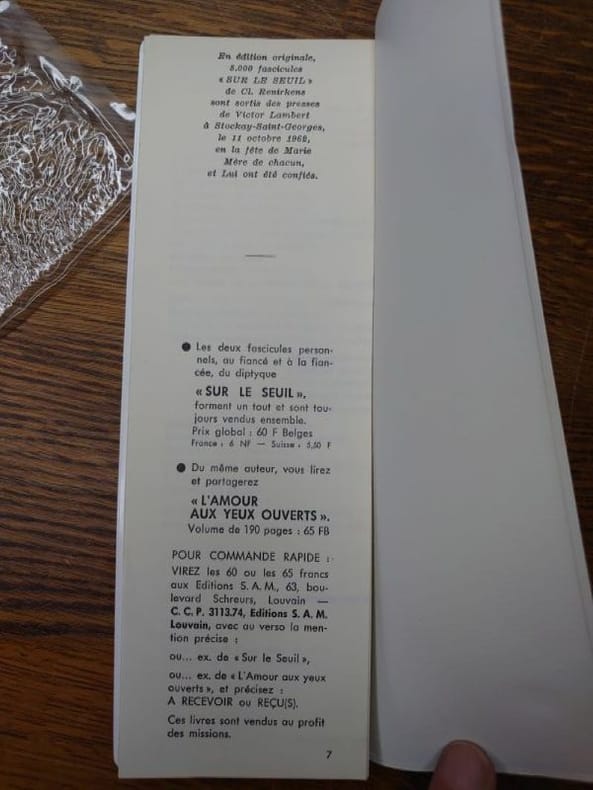 En édition originale,
5.000 fascicules
« SUR LE SEUIL »
de Cl. Renirkens
sont sortis des presses
de Victor Lambert
à Stockay-Saint-Georges,
le 11 octobre 1962,
en la fête de Marie
Mère de chacun,
et Lui ont été confiés.
● Les deux fascicules person-
nels, au fiancé et à la fian-
cée, du diptyque
« SUR LE SEUIL »,
forment un tout et sont tou-
jours vendus ensemble.
Prix global : 60 F Belges
France : 6 NF — Suisse : 5,50 F
● Du même auteur, vous lirez
et partagerez
« L'AMOUR
AUX YEUX OUVERTS ».
Volume de 190 pages : 65 FB
POUR COMMANDE RAPIDE :
VIREZ les 60 ou les 65 francs
aux Editions S. A. M., 63, bou-
levard Schreurs, Louvain —
C. C. P. 3113.74, Editions S. A. M.
Louvain, avec au verso la men-
tion précise :
ou... ex. de « Sur le Seuil »,
ou... ex. de « L'Amour aux yeux
ouverts », et précisez :
A RECEVOIR ou REÇU(S).
Ces livres sont vendus au profit
des missions.
7